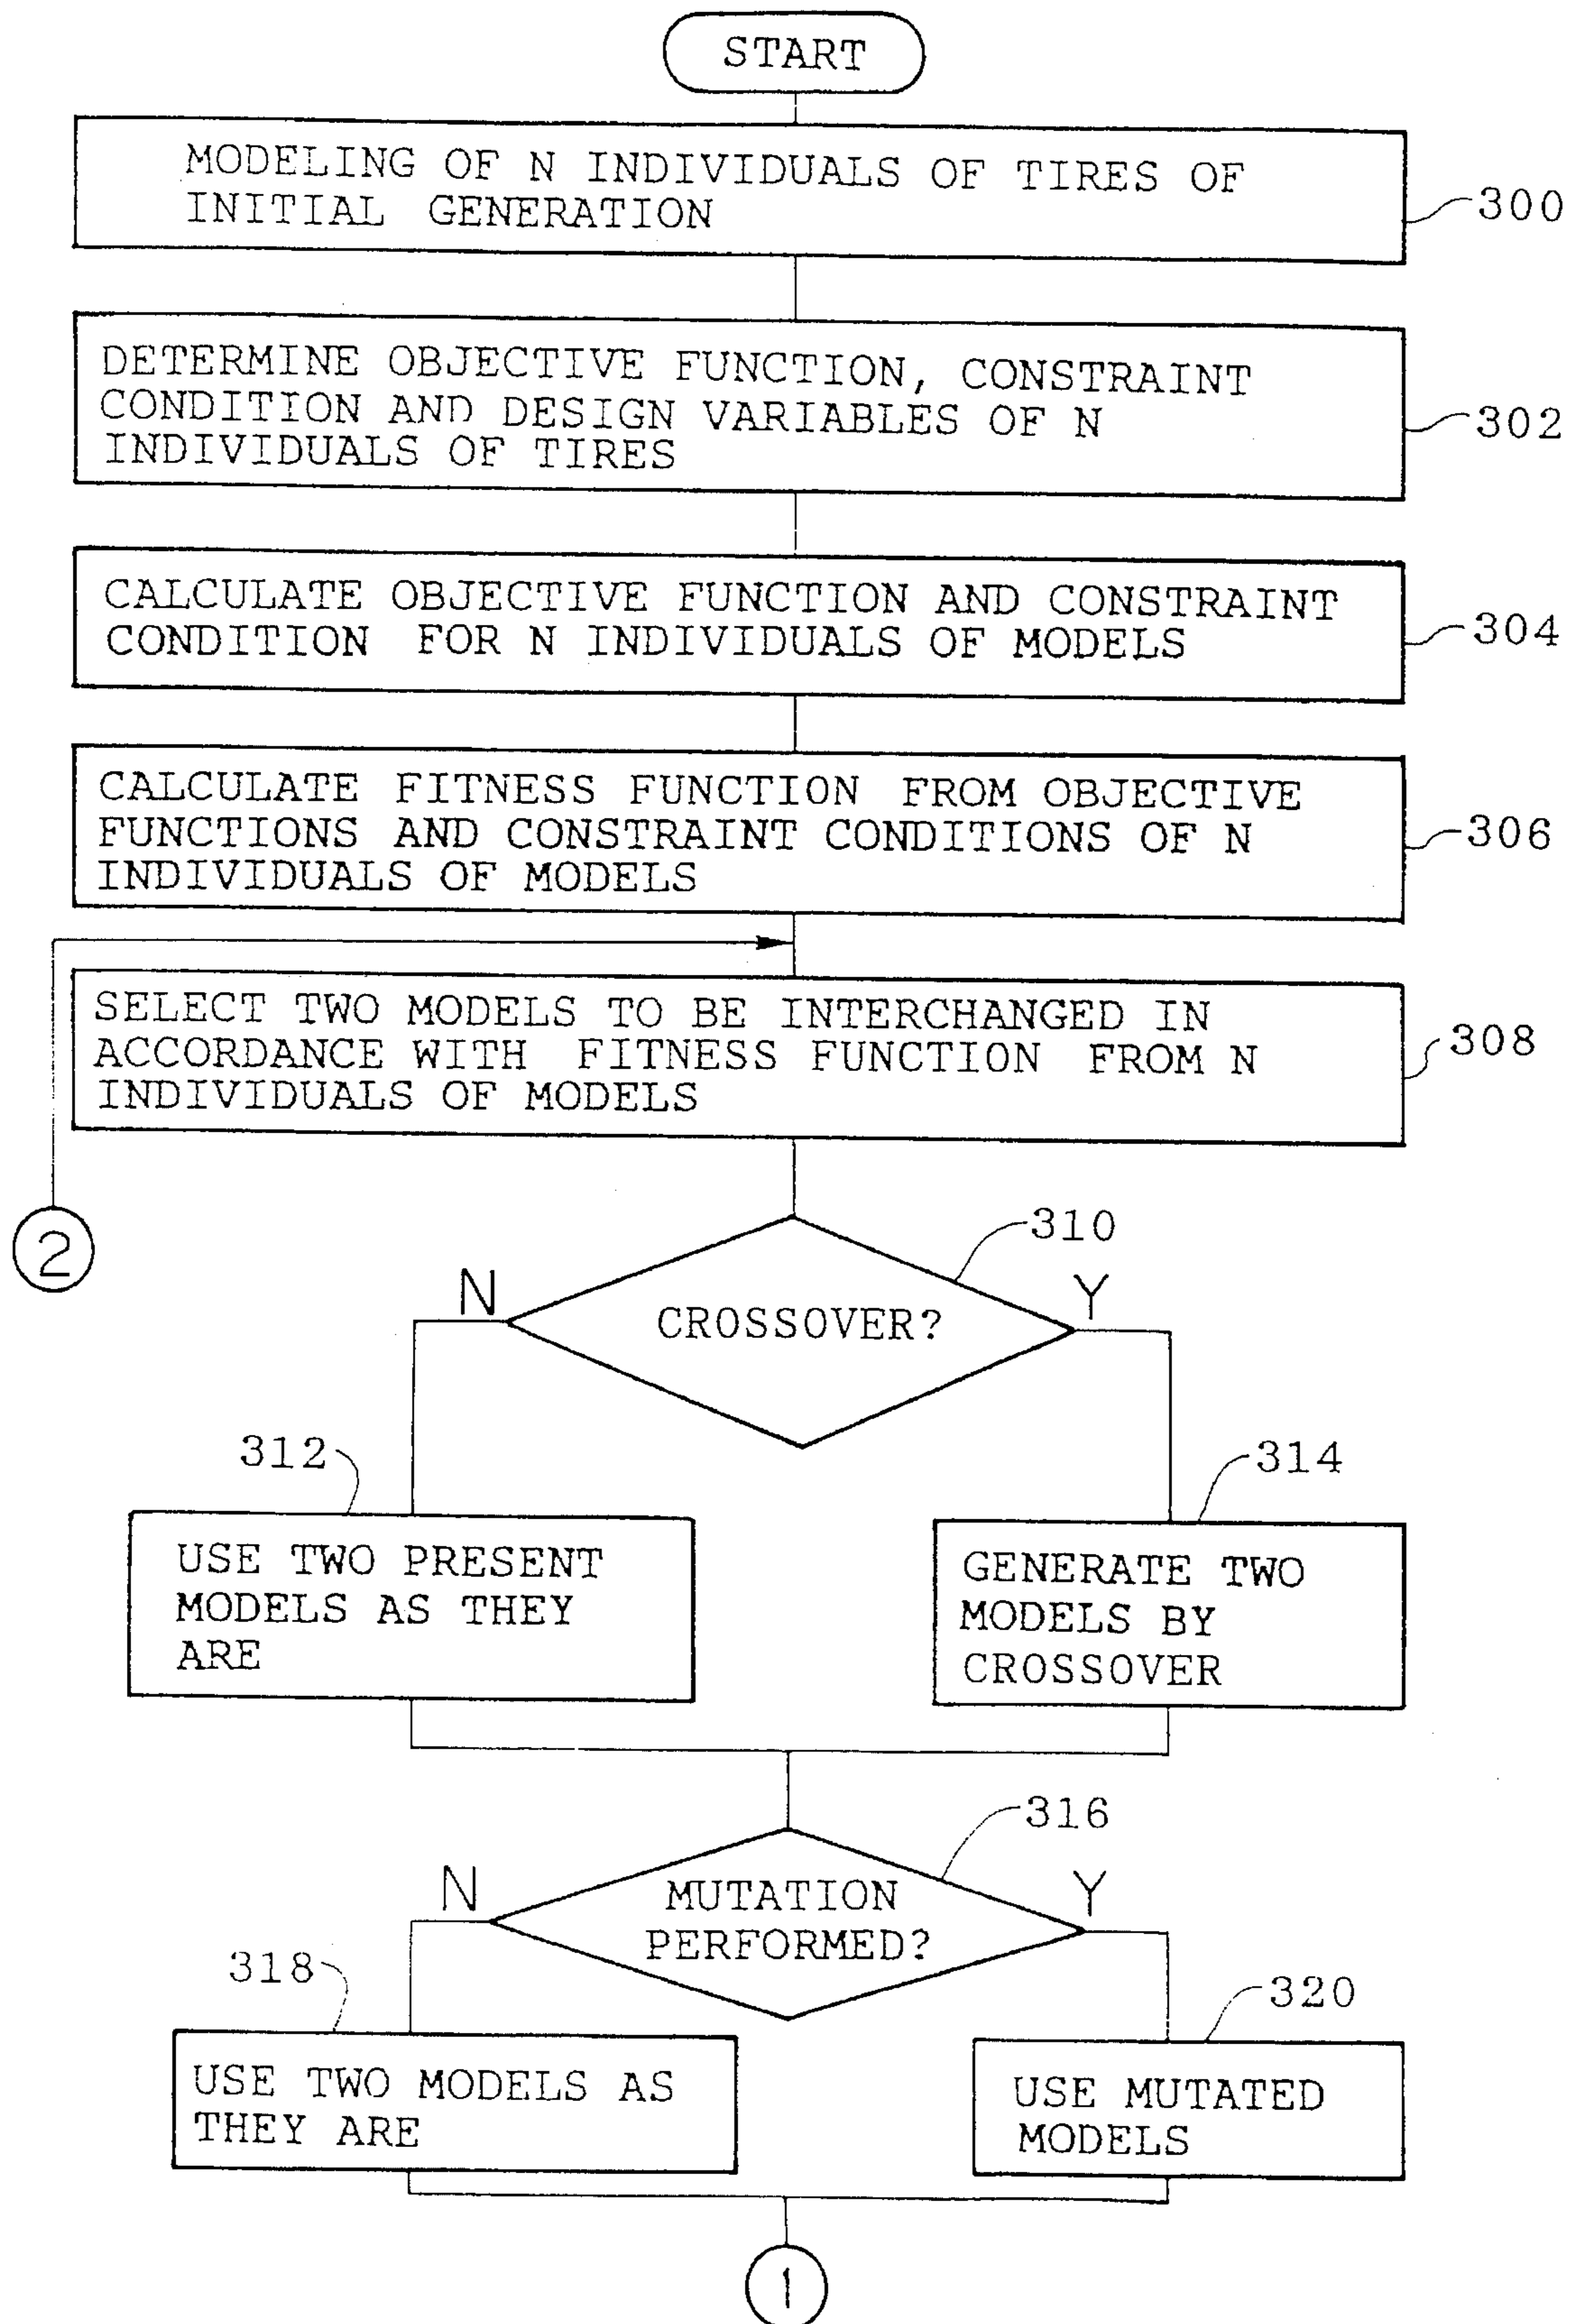 START
MODELING OF N INDIVIDUALS OF TIRES OF
INITIAL GENERATION
300
DETERMINE OBJECTIVE FUNCTION, CONSTRAINT
CONDITION AND DESIGN VARIABLES OF N
INDIVIDUALS OF TIRES
302
CALCULATE OBJECTIVE FUNCTION AND CONSTRAINT
CONDITION FOR N INDIVIDUALS OF MODELS
304
CALCULATE FITNESS FUNCTION FROM OBJECTIVE
FUNCTIONS AND CONSTRAINT CONDITIONS OF N
INDIVIDUALS OF MODELS
306
SELECT TWO MODELS TO BE INTERCHANGED IN
ACCORDANCE WITH FITNESS FUNCTION FROM N
INDIVIDUALS OF MODELS
308
2
310
N
Y
CROSSOVER?
312
314
USE TWO PRESENT
MODELS AS THEY
ARE
GENERATE TWO
MODELS BY
CROSSOVER
316
N
Y
MUTATION
PERFORMED?
318
320
USE TWO MODELS AS
THEY ARE
USE MUTATED
MODELS
1